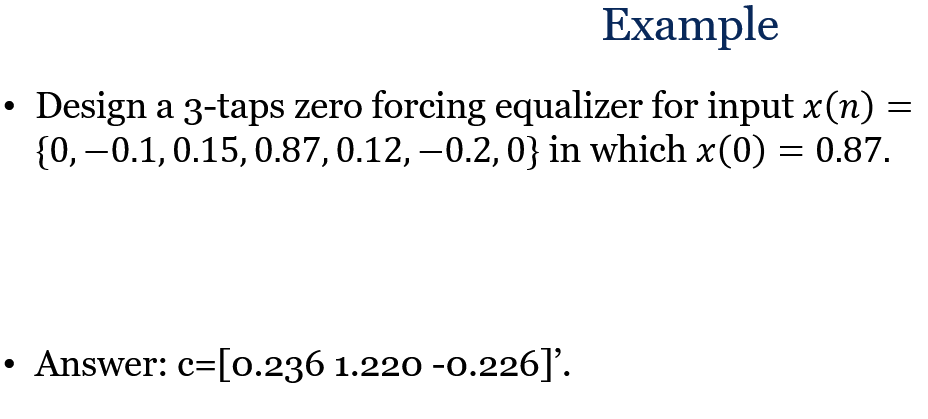 Example
• Design a 3-taps zero forcing equalizer for input x(n) =
{0, −0.1, 0.15, 0.87, 0.12, −0.2, 0} in which x(0) = 0.87.
• Answer: c=[0.236 1.220 -0.226]’.